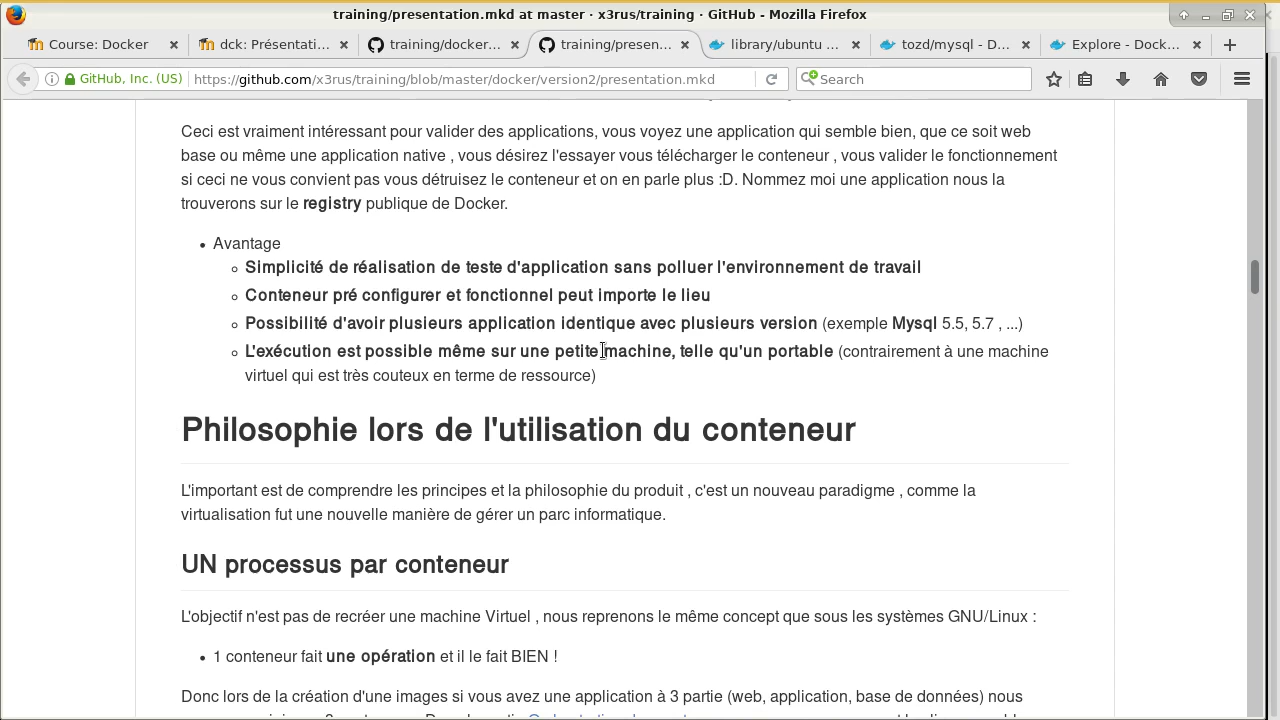 training/presentation.mkd at master · x3rus/training · GitHub - Mozilla Firefox
Course: Docker
dck: Présentati...
training/docker...
training/presen...
library/ubuntu ...
tozd/mysql - D...
Explore - Dock...
GitHub, Inc. (US)
https://github.com/x3rus/training/blob/master/docker/version2/presentation.mkd
Search
Ceci est vraiment intéressant pour valider des applications, vous voyez une application qui semble bien, que ce soit web
base ou même une application native , vous désirez l'essayer vous télécharger le conteneur , vous valider le fonctionnement
si ceci ne vous convient pas vous détruisez le conteneur et on en parle plus :D. Nommez moi une application nous la
trouverons sur le registry publique de Docker.
• Avantage
Simplicité de réalisation de teste d'application sans polluer l'environnement de travail
Conteneur pré configurer et fonctionnel peut importe le lieu
Possibilité d'avoir plusieurs application identique avec plusieurs version (exemple Mysql 5.5, 5.7 , ...)
L'exécution est possible même sur une petite machine, telle qu'un portable (contrairement à une machine
virtuel qui est très couteux en terme de ressource)
Philosophie lors de l'utilisation du conteneur
L'important est de comprendre les principes et la philosophie du produit , c'est un nouveau paradigme , comme la
virtualisation fut une nouvelle manière de gérer un parc informatique.
UN processus par conteneur
L'objectif n'est pas de recréer une machine Virtuel , nous reprenons le même concept que sous les systèmes GNU/Linux :
• 1 conteneur fait une opération et il le fait BIEN !
Donc lors de la création d'une images si vous avez une application à 3 partie (web, application, base de données) nous